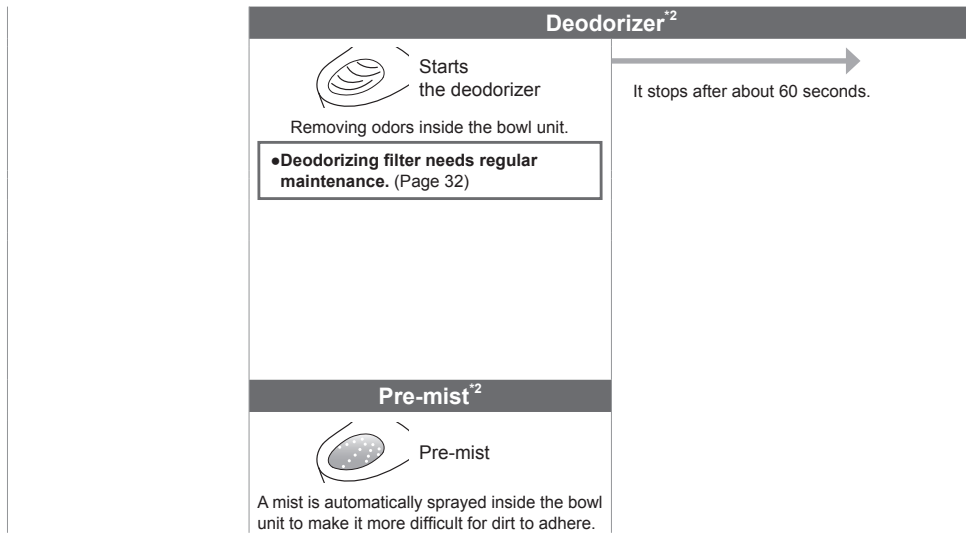 Deodorizer*2
Starts
the deodorizer
Removing odors inside the bowl unit.
●Deodorizing filter needs regular
maintenance. (Page 32)
It stops after about 60 seconds.
Pre-mist*2
Pre-mist
A mist is automatically sprayed inside the bowl
unit to make it more difficult for dirt to adhere.